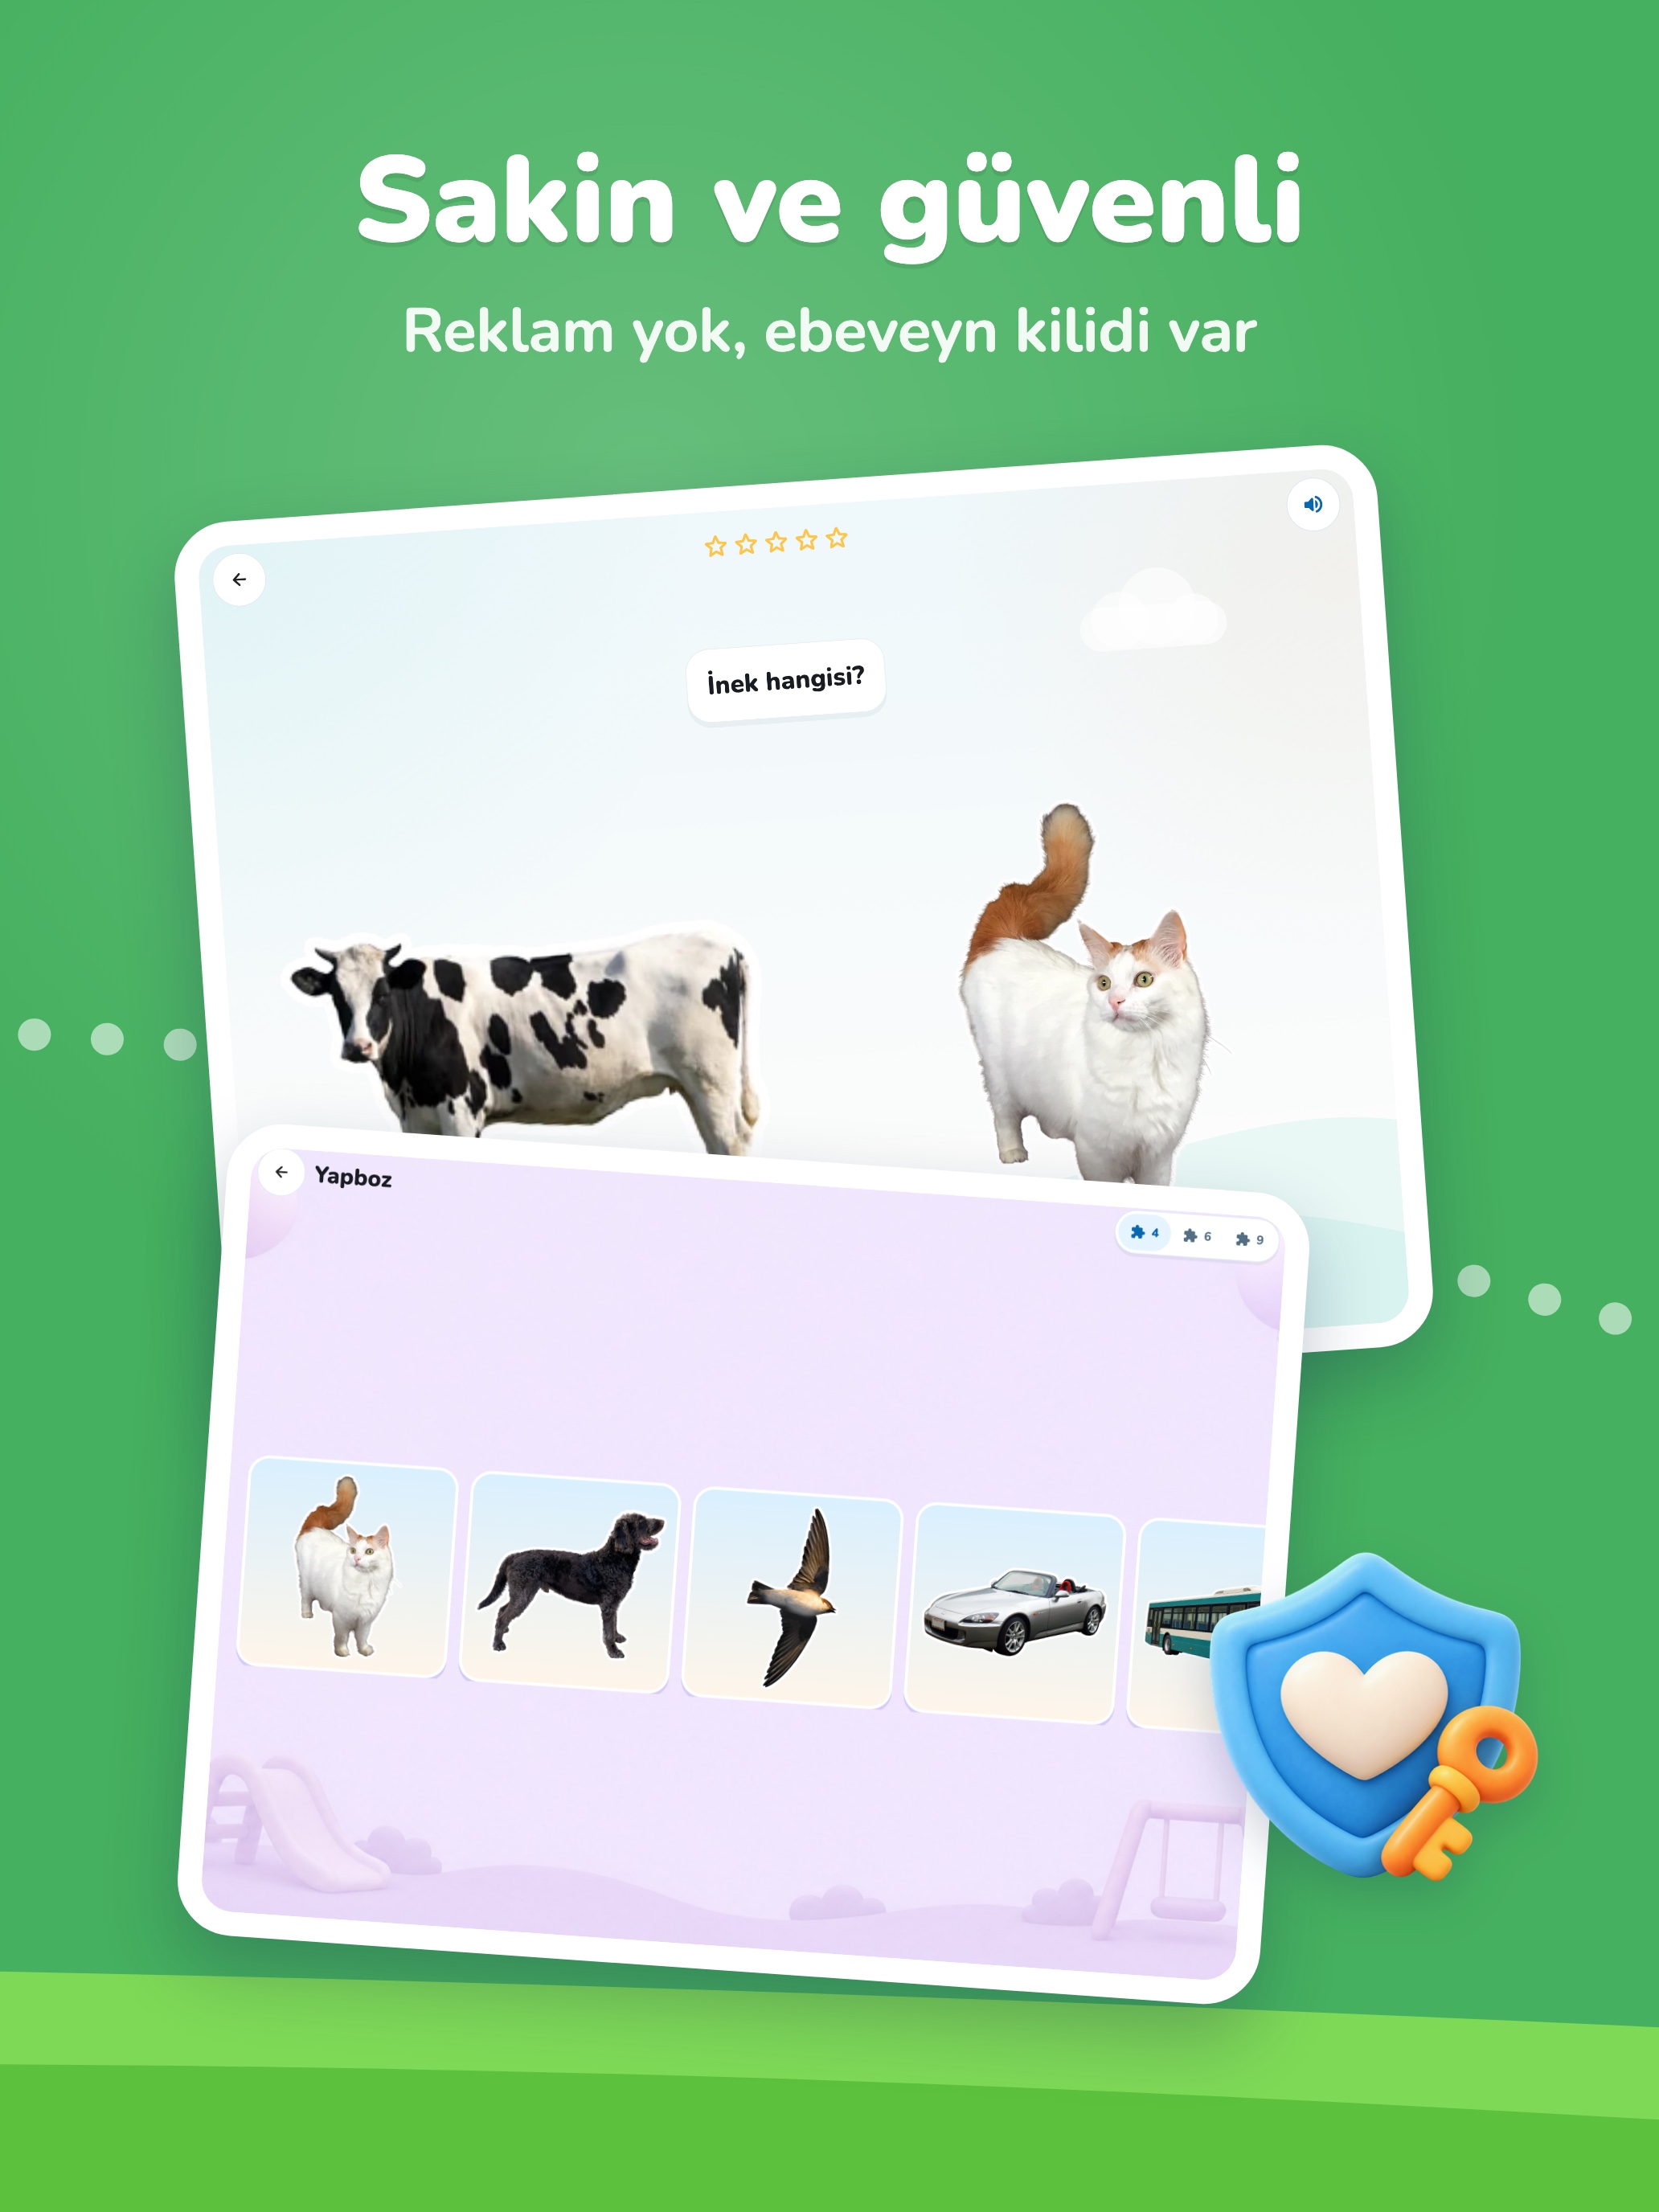 Sakin ve güvenli
Reklam yok, ebeveyn kilidi var
İnek hangisi?
Yapboz
4 6 9